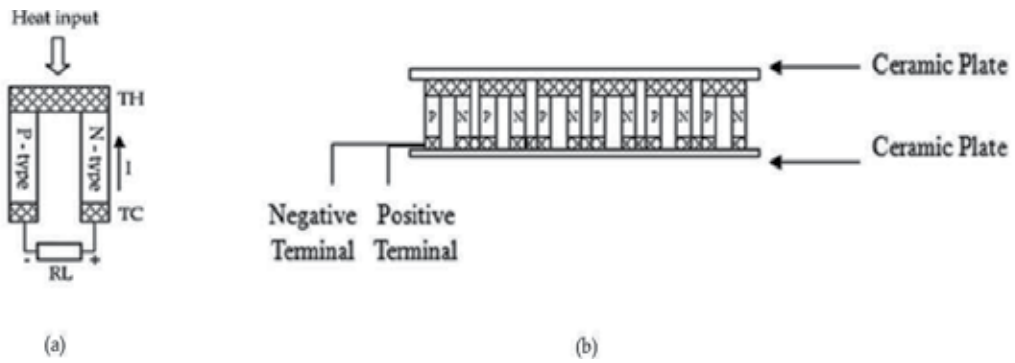 Heat input
TH
P - type
N - type
I
TC
-
+
RL
(a)
Ceramic Plate
P N P N P N P N P N P N
Ceramic Plate
Negative Positive
Terminal Terminal
(b)